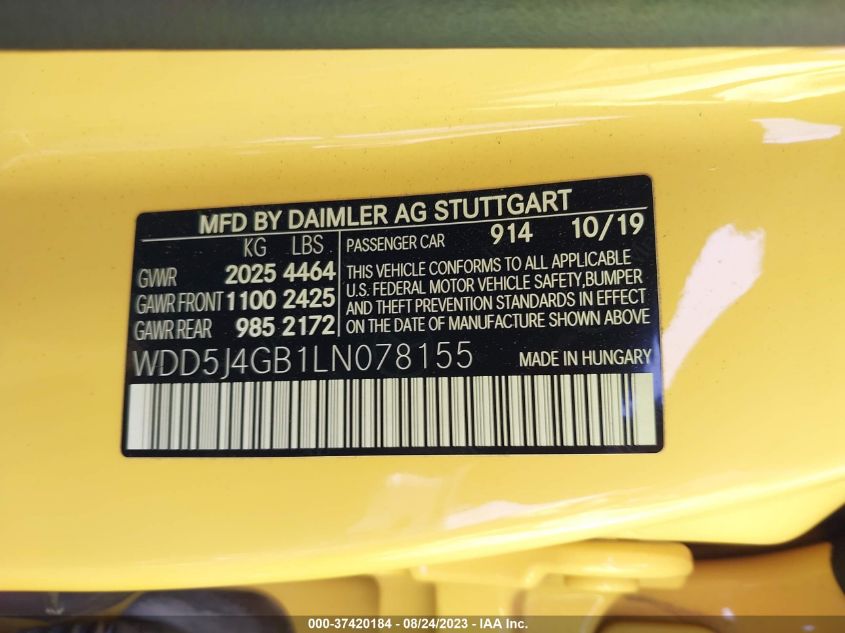 MFD BY DAIMLER AG STUTTGART
KG LBS
GVWR 2025 4464
GAWR FRONT 1100 2425
GAWR REAR 985 2172
PASSENGER CAR 914 10/19
THIS VEHICLE CONFORMS TO ALL APPLICABLE
U.S. FEDERAL MOTOR VEHICLE SAFETY,BUMPER
AND THEFT PREVENTION STANDARDS IN EFFECT
ON THE DATE OF MANUFACTURE SHOWN ABOVE
WDD5J4GB1LN078155 MADE IN HUNGARY
000-37420184 - 08/24/2023 - IAA Inc.